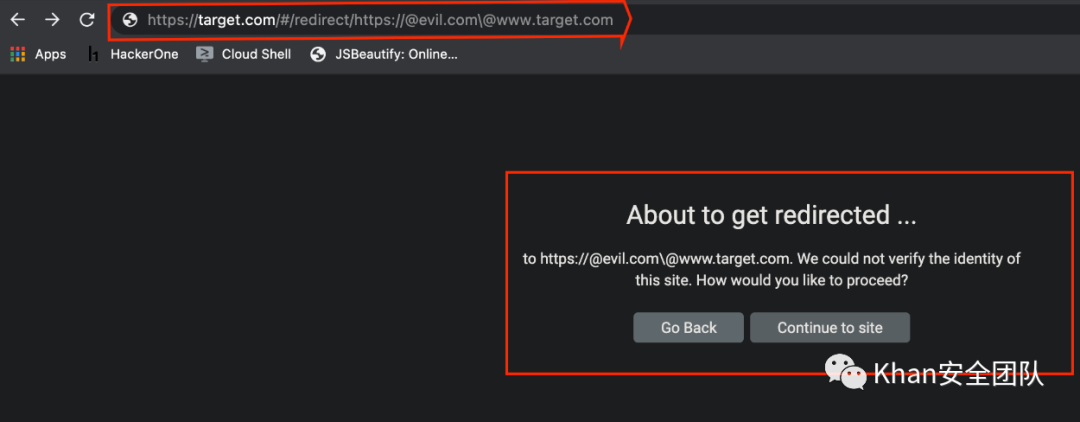 https://target.com/#/redirect/https://@evil.com\@www.target.com
Apps h1 HackerOne Cloud Shell JSBeautify: Online...
About to get redirected ...
to https://@evil.com\@www.target.com. We could not verify the identity of
this site. How would you like to proceed?
Go Back Continue to site
Khan安全团队